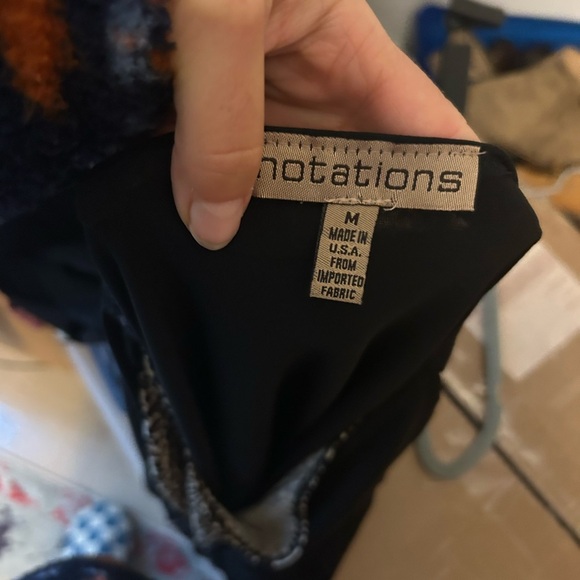 notations
M
MADE IN
U.S.A.
FROM
IMPORTED
FABRIC